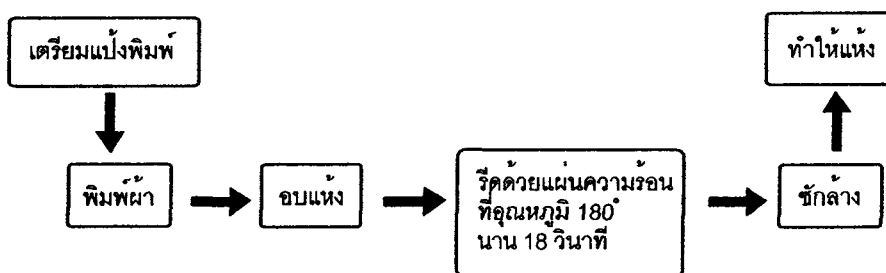 เตรียมแป้งพิมพ์
พิมพ์ผ้า
อบแห้ง
รีดด้วยแผ่นความร้อน
ที่อุณหภูมิ 180°
นาน 18 วินาที
ซักล้าง
ทำให้แห้ง